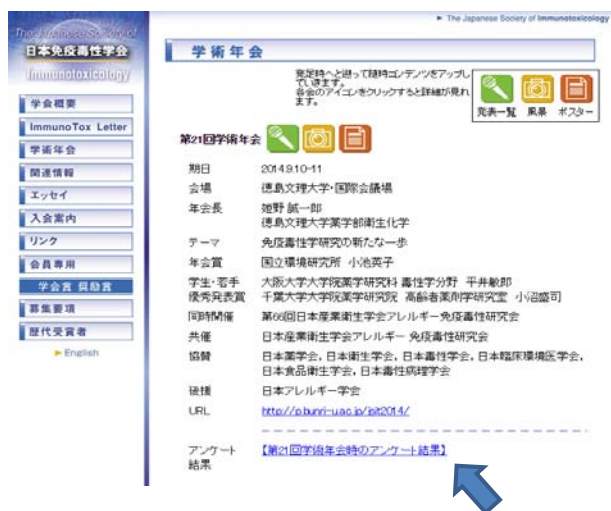 ► The Japanese Society of Immunotoxicology
The Japanese Society of
日本免疫毒性学会
Immunotoxicology
学会概要
ImmunoTox Letter
学術年会
関連情報
エッセイ
入会案内
リンク
会員専用
学会賞 奨励賞
募集要項
歴代受賞者
► English
学術年会
発足時へと遡って随時コンテンツをアップし
ていきます。
各会のアイコンをクリックすると詳細が見れ
ます。
発表一覧 風景 ポスター
第21回学術年会
期日 2014.9.10-11
会場 徳島文理大学・国際会議場
年会長 姫野 誠一郎
徳島文理大学薬学部衛生化学
テーマ 免疫毒性学研究の新たな一歩
年会賞 国立環境研究所 小池英子
学生・若手 大阪大学大学院薬学研究科 毒性学分野 平井敏郎
優秀発表賞 千葉大学大学院薬学研究院 高齢者薬剤学研究室 小沼盛司
同時開催 第66回日本産業衛生学会アレルギー免疫毒性研究会
共催 日本産業衛生学会アレルギー 免疫毒性研究会
協賛 日本薬学会, 日本衛生学会, 日本毒性学会, 日本臨床環境医学会,
日本食品衛生学会, 日本毒性病理学会
後援 日本アレルギー学会
URL http://p.bunri-u.ac.jp/jsit2014/
アンケート 【第21回学術年会時のアンケート結果】
結果